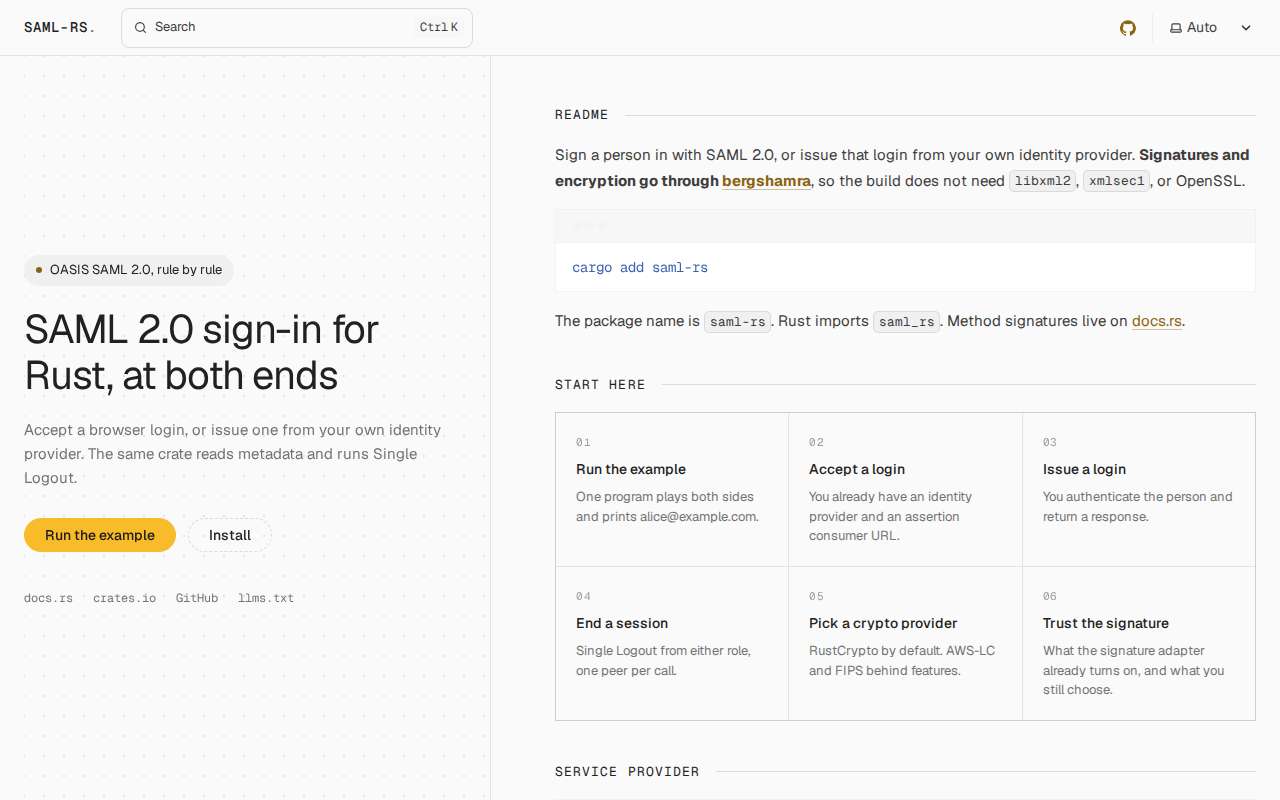 SAML-RS.
Search
Ctrl K
Auto
OASIS SAML 2.0, rule by rule
SAML 2.0 sign-in for
Rust, at both ends
Accept a browser login, or issue one from your own identity
provider. The same crate reads metadata and runs Single
Logout.
Run the example
Install
docs.rs
crates.io
GitHub
llms.txt
README
Sign a person in with SAML 2.0, or issue that login from your own identity provider. Signatures and
encryption go through bergshamra, so the build does not need libxml2, xmlsec1, or OpenSSL.
cargo add saml-rs
The package name is saml-rs. Rust imports saml_rs. Method signatures live on docs.rs.
START HERE
01
Run the example
One program plays both sides
and prints alice@example.com.
02
Accept a login
You already have an identity
provider and an assertion
consumer URL.
03
Issue a login
You authenticate the person and
return a response.
04
End a session
Single Logout from either role,
one peer per call.
05
Pick a crypto provider
RustCrypto by default. AWS-LC
and FIPS behind features.
06
Trust the signature
What the signature adapter
already turns on, and what you
still choose.
SERVICE PROVIDER